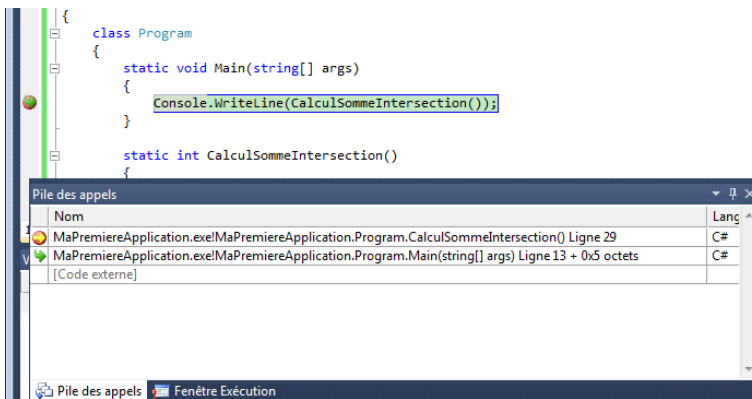 {
class Program
{
static void Main(string[] args)
{
Console.WriteLine(CalculSommeIntersection());
}
static int CalculSommeIntersection()
{
Pile des appels
Nom Lang
MaPremiereApplication.exe!MaPremiereApplication.Program.CalculSommeIntersection() Ligne 29 C#
MaPremiereApplication.exe!MaPremiereApplication.Program.Main(string[] args) Ligne 13 + 0x5 octets C#
[Code externe]
Pile des appels Fenêtre Exécution